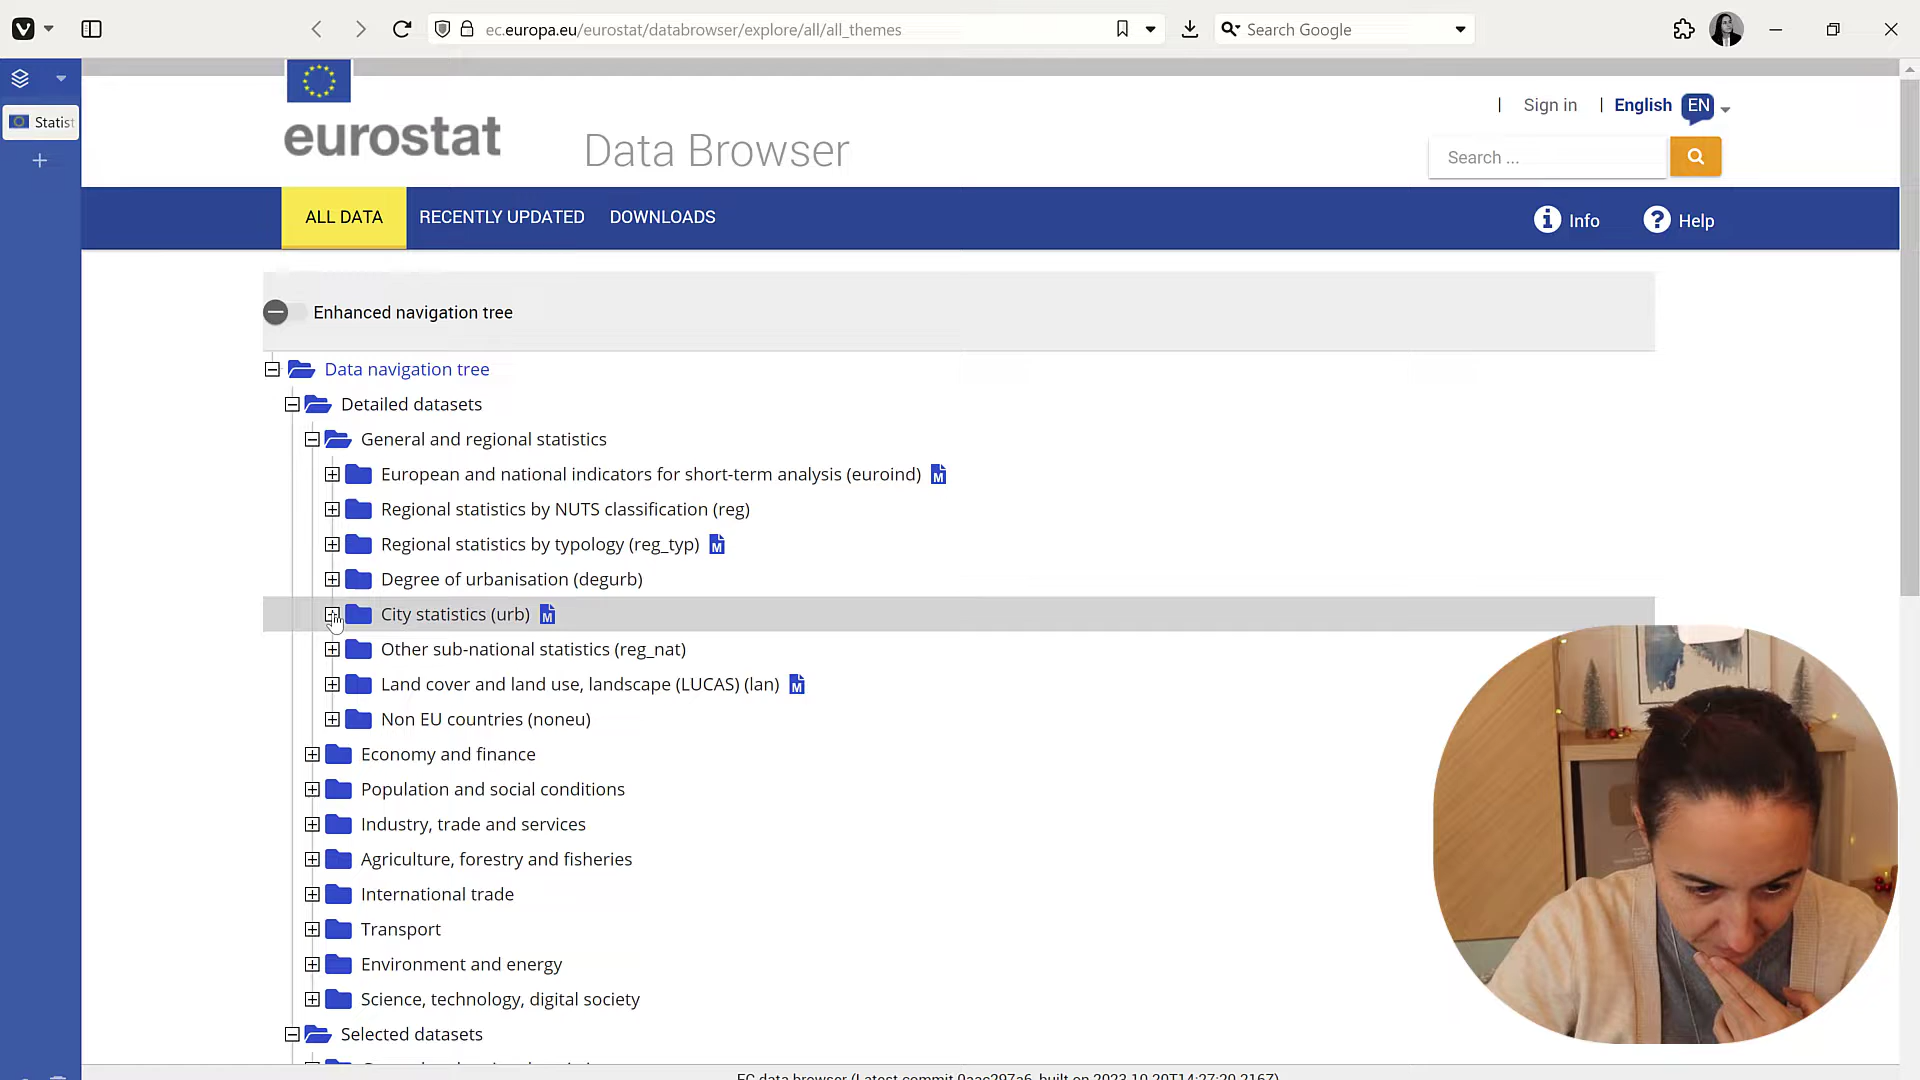 ec.europa.eu/eurostat/databrowser/explore/all/all_themes
Search Google
Statist
Sign in
English
EN
eurostat
Data Browser
Search ...
ALL DATA
RECENTLY UPDATED
DOWNLOADS
Info
Help
Enhanced navigation tree
Data navigation tree
Detailed datasets
General and regional statistics
European and national indicators for short-term analysis (euroind) M
Regional statistics by NUTS classification (reg)
Regional statistics by typology (reg_typ) M
Degree of urbanisation (degurb)
City statistics (urb) M
Other sub-national statistics (reg_nat)
Land cover and land use, landscape (LUCAS) (lan) M
Non EU countries (noneu)
Economy and finance
Population and social conditions
Industry, trade and services
Agriculture, forestry and fisheries
International trade
Transport
Environment and energy
Science, technology, digital society
Selected datasets